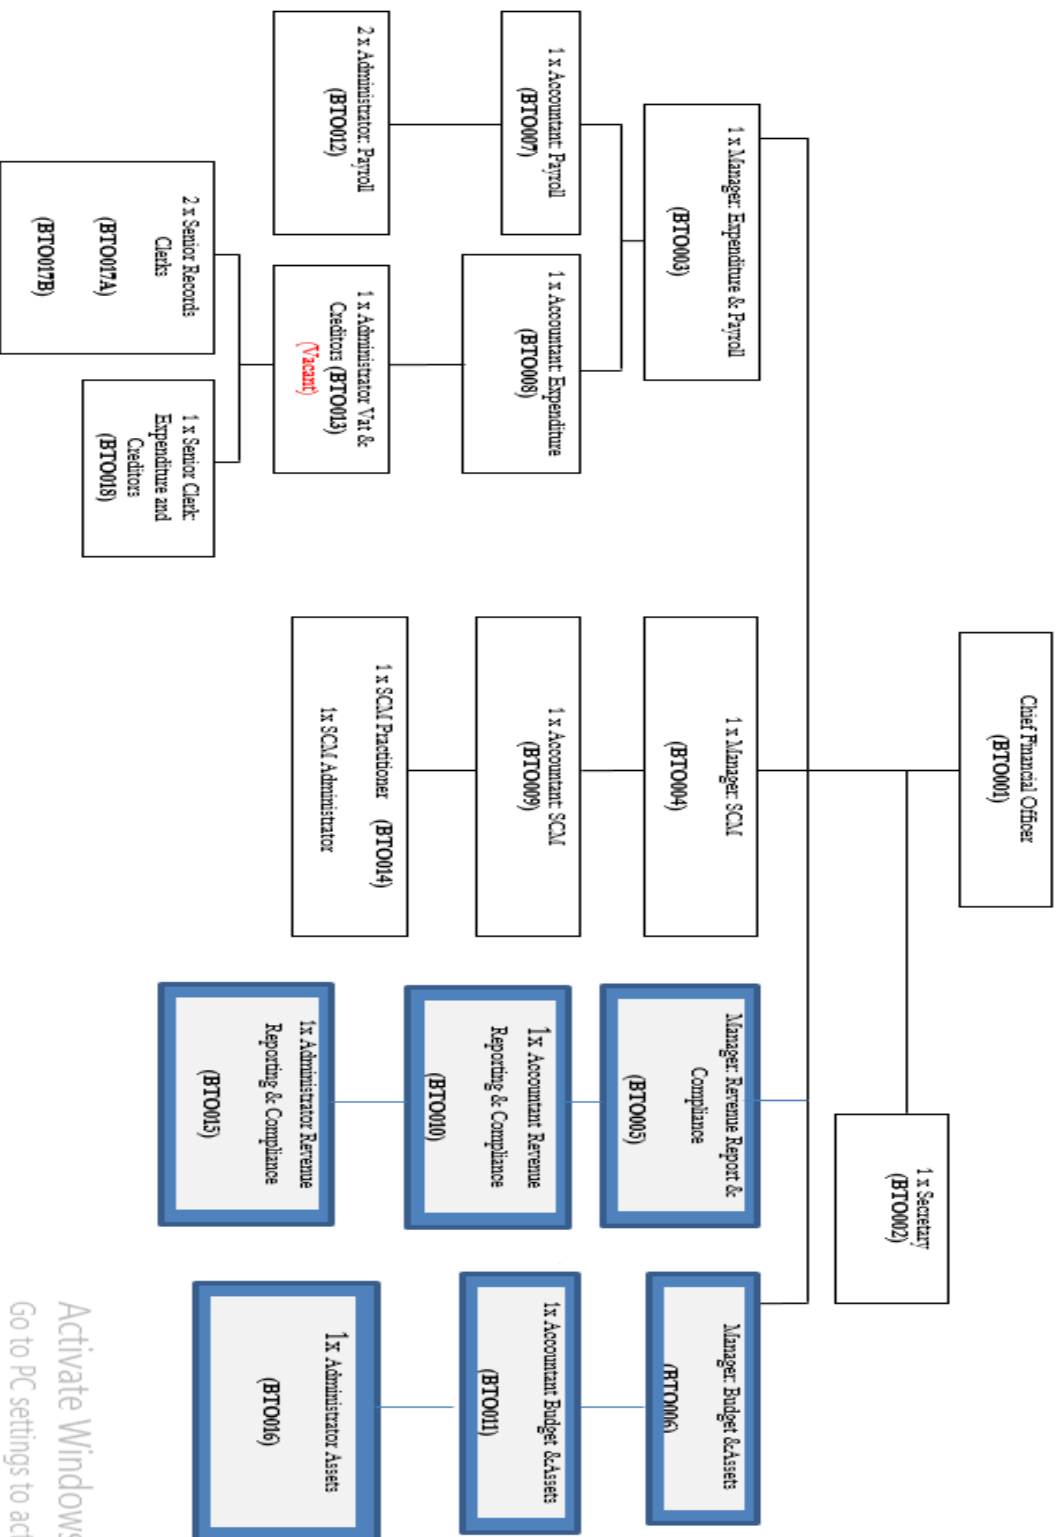 Chief Financial Officer
(BTO001)
1 x Secretary
(BTO002)
1 x Manager: Expenditure & Payroll
(BTO003)
1 x Manager: SCM
(BTO004)
Manager: Revenue Report &
Compliance
(BTO005)
Manager: Budget &Assets
(BTO006)
1 x Accountant: Payroll
(BTO007)
1 x Accountant: Expenditure
(BTO008)
1 x Accountant: SCM
(BTO009)
1x Accountant Revenue
Reporting & Compliance
(BTO010)
1x Accountant Budget &Assets
(BTO011)
2 x Administrator: Payroll
(BTO012)
1 x Administrator Vat &
Creditors (BTO013)
(Vacant)
1 x SCM Practitioner (BTO014)
1x SCM Administrator
1x Administrator Revenue
Reporting & Compliance
(BTO015)
1x Administrator Assets
(BTO016)
2 x Senior Records
Clerks
(BTO017A)
(BTO017B)
1 x Senior Clerk:
Expenditure and
Creditors
(BTO018)
Activate Windows
Go to PC settings to act